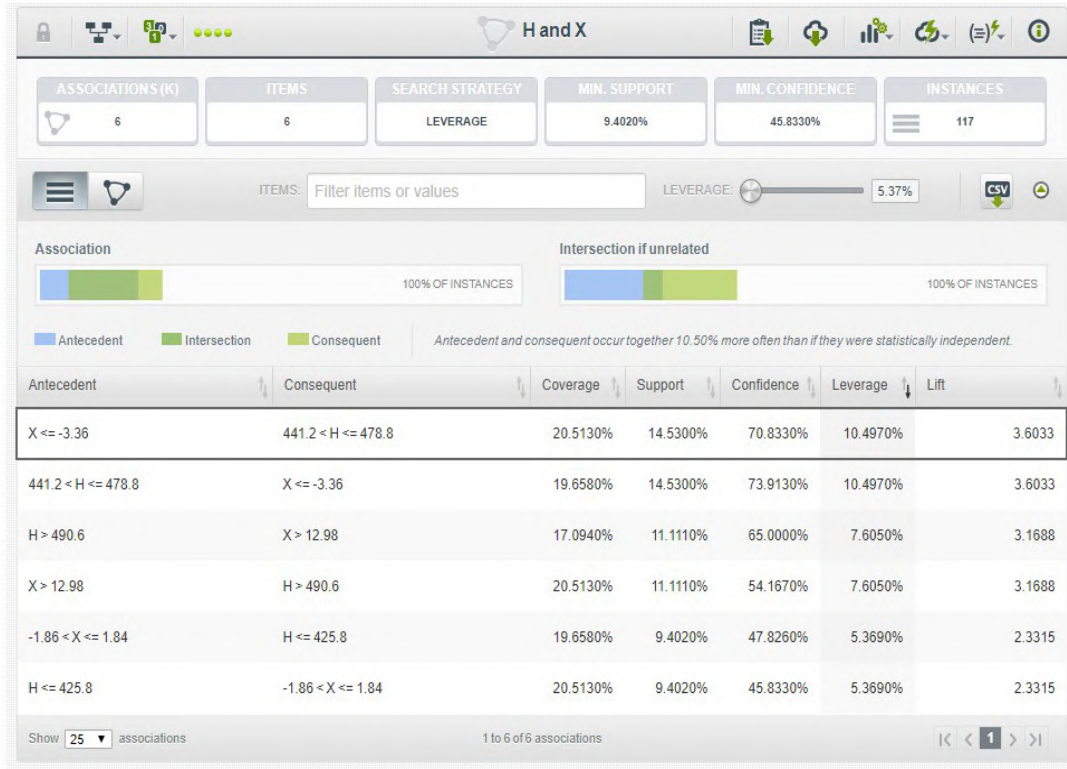 H and X
ASSOCIATIONS (K) ITEMS SEARCH STRATEGY MIN. SUPPORT MIN. CONFIDENCE INSTANCES
6 6 LEVERAGE 9.4020% 45.8330% 117
ITEMS: Filter items or values LEVERAGE: 5.37% CSV
Association Intersection if unrelated
100% OF INSTANCES 100% OF INSTANCES
Antecedent Intersection Consequent Antecedent and consequent occur together 10.50% more often than if they were statistically independent.
Antecedent Consequent Coverage Support Confidence Leverage Lift
X <= -3.36 441.2 < H <= 478.8 20.5130% 14.5300% 70.8330% 10.4970% 3.6033
441.2 < H <= 478.8 X <= -3.36 19.6580% 14.5300% 73.9130% 10.4970% 3.6033
H > 490.6 X > 12.98 17.0940% 11.1110% 65.0000% 7.6050% 3.1688
X > 12.98 H > 490.6 20.5130% 11.1110% 54.1670% 7.6050% 3.1688
-1.86 < X <= 1.84 H <= 425.8 19.6580% 9.4020% 47.8260% 5.3690% 2.3315
H <= 425.8 -1.86 < X <= 1.84 20.5130% 9.4020% 45.8330% 5.3690% 2.3315
Show 25 associations 1 to 6 of 6 associations 1